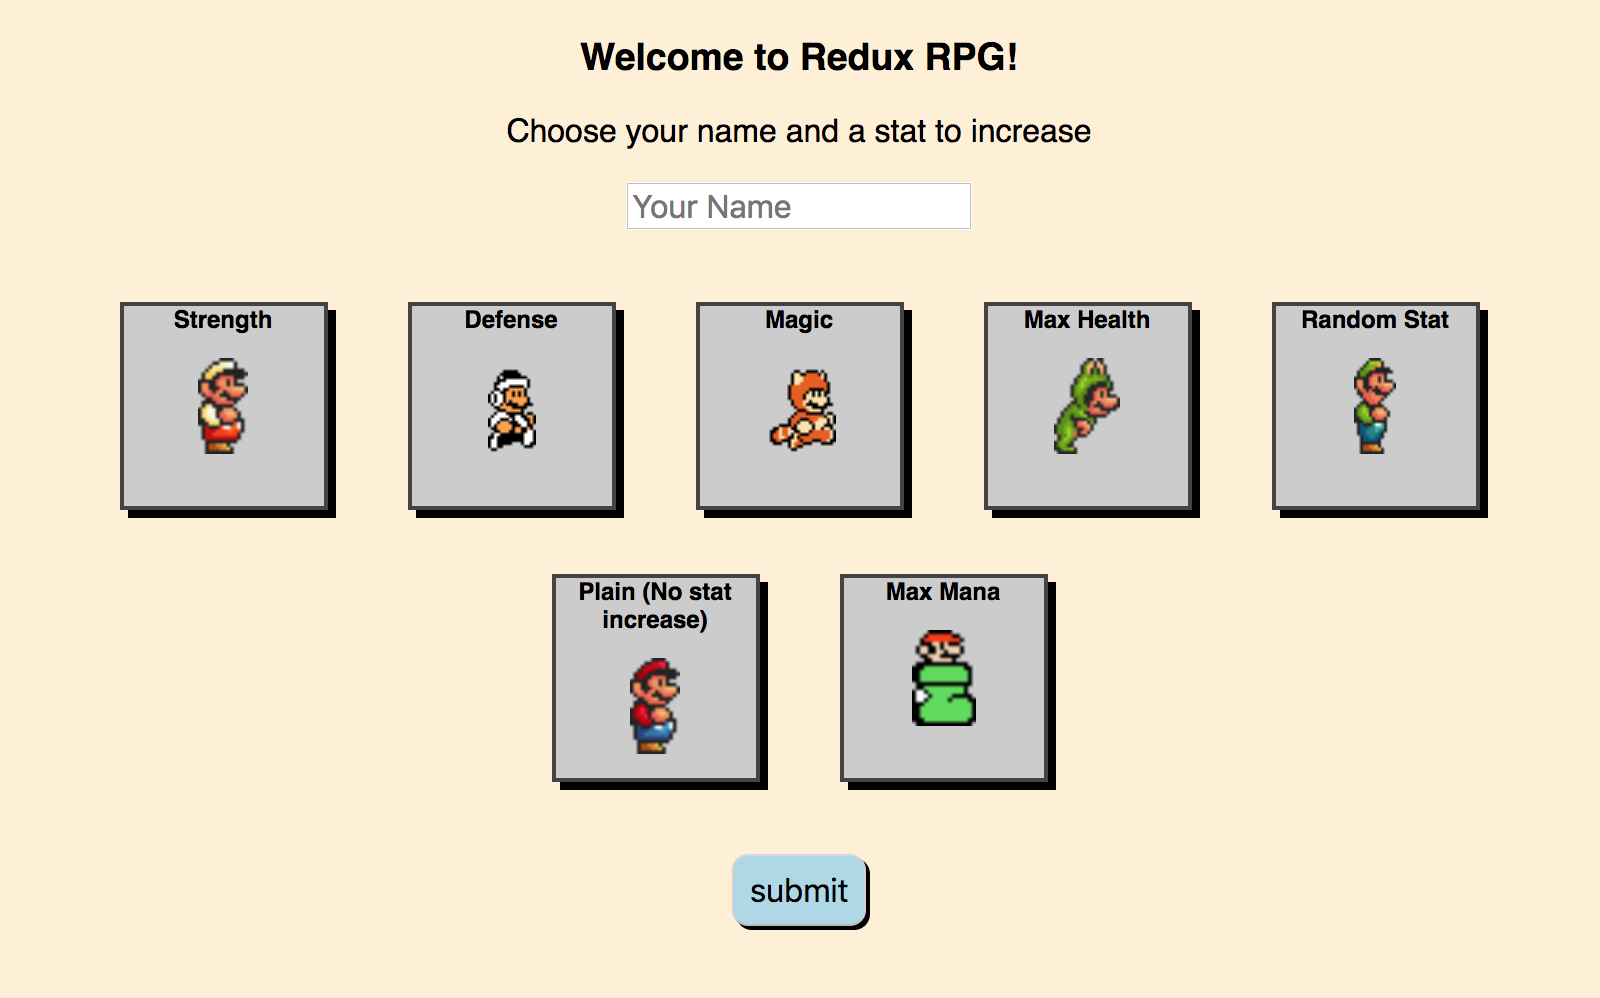 Welcome to Redux RPG!
Choose your name and a stat to increase
Your Name
Strength
Defense
Magic
Max Health
Random Stat
Plain (No stat
increase)
Max Mana
submit